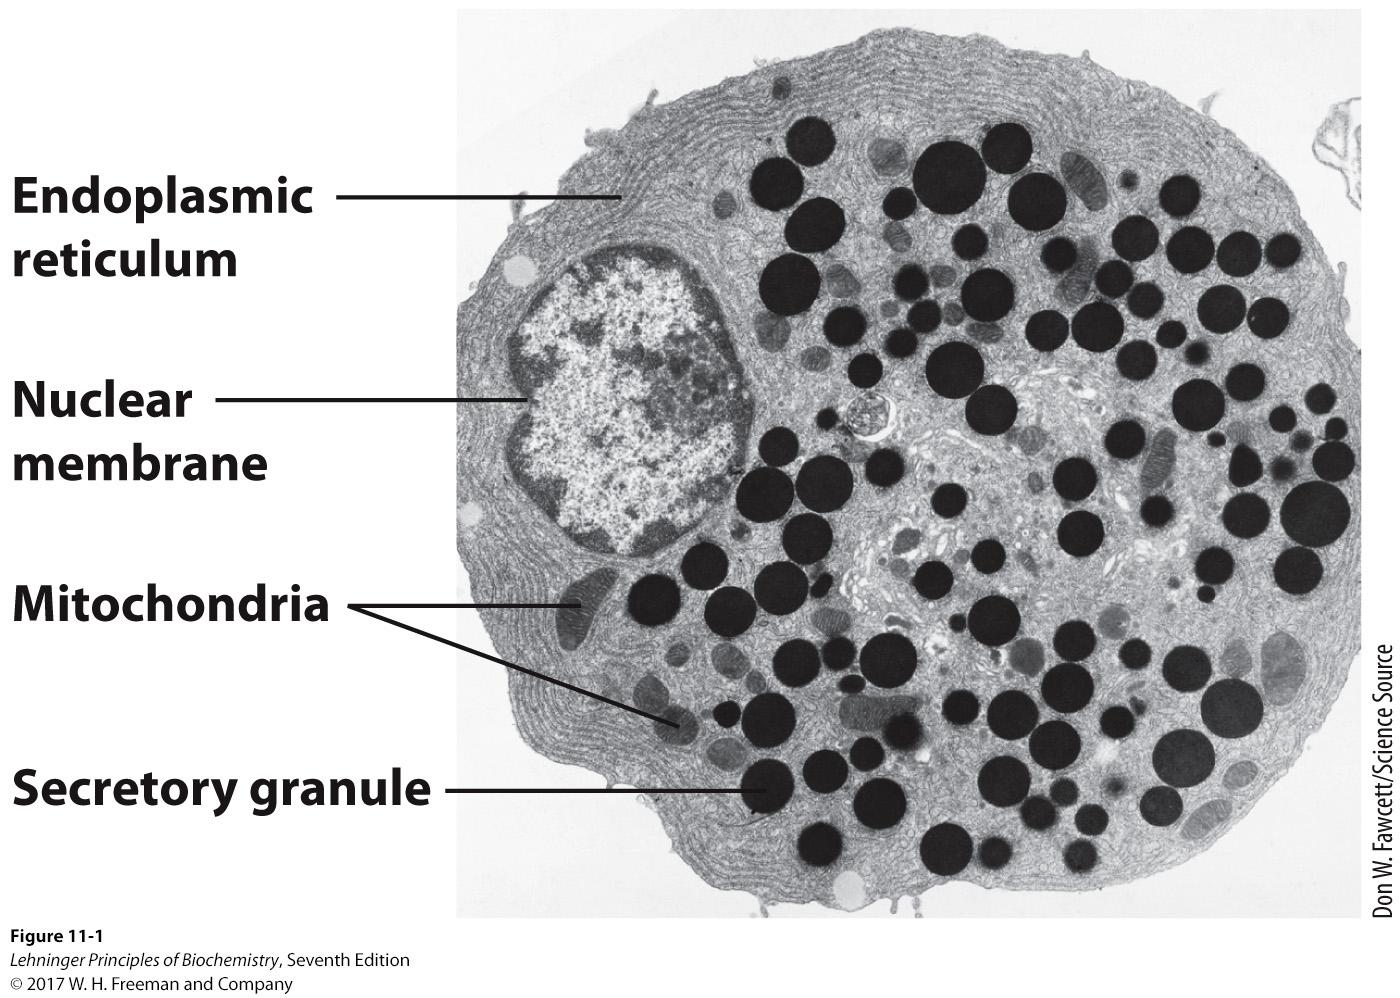 Endoplasmic
reticulum
Nuclear
membrane
Mitochondria
Secretory granule
Don W. Fawcett/Science Source
Figure 11-1
Lehninger Principles of Biochemistry, Seventh Edition
© 2017 W. H. Freeman and Company